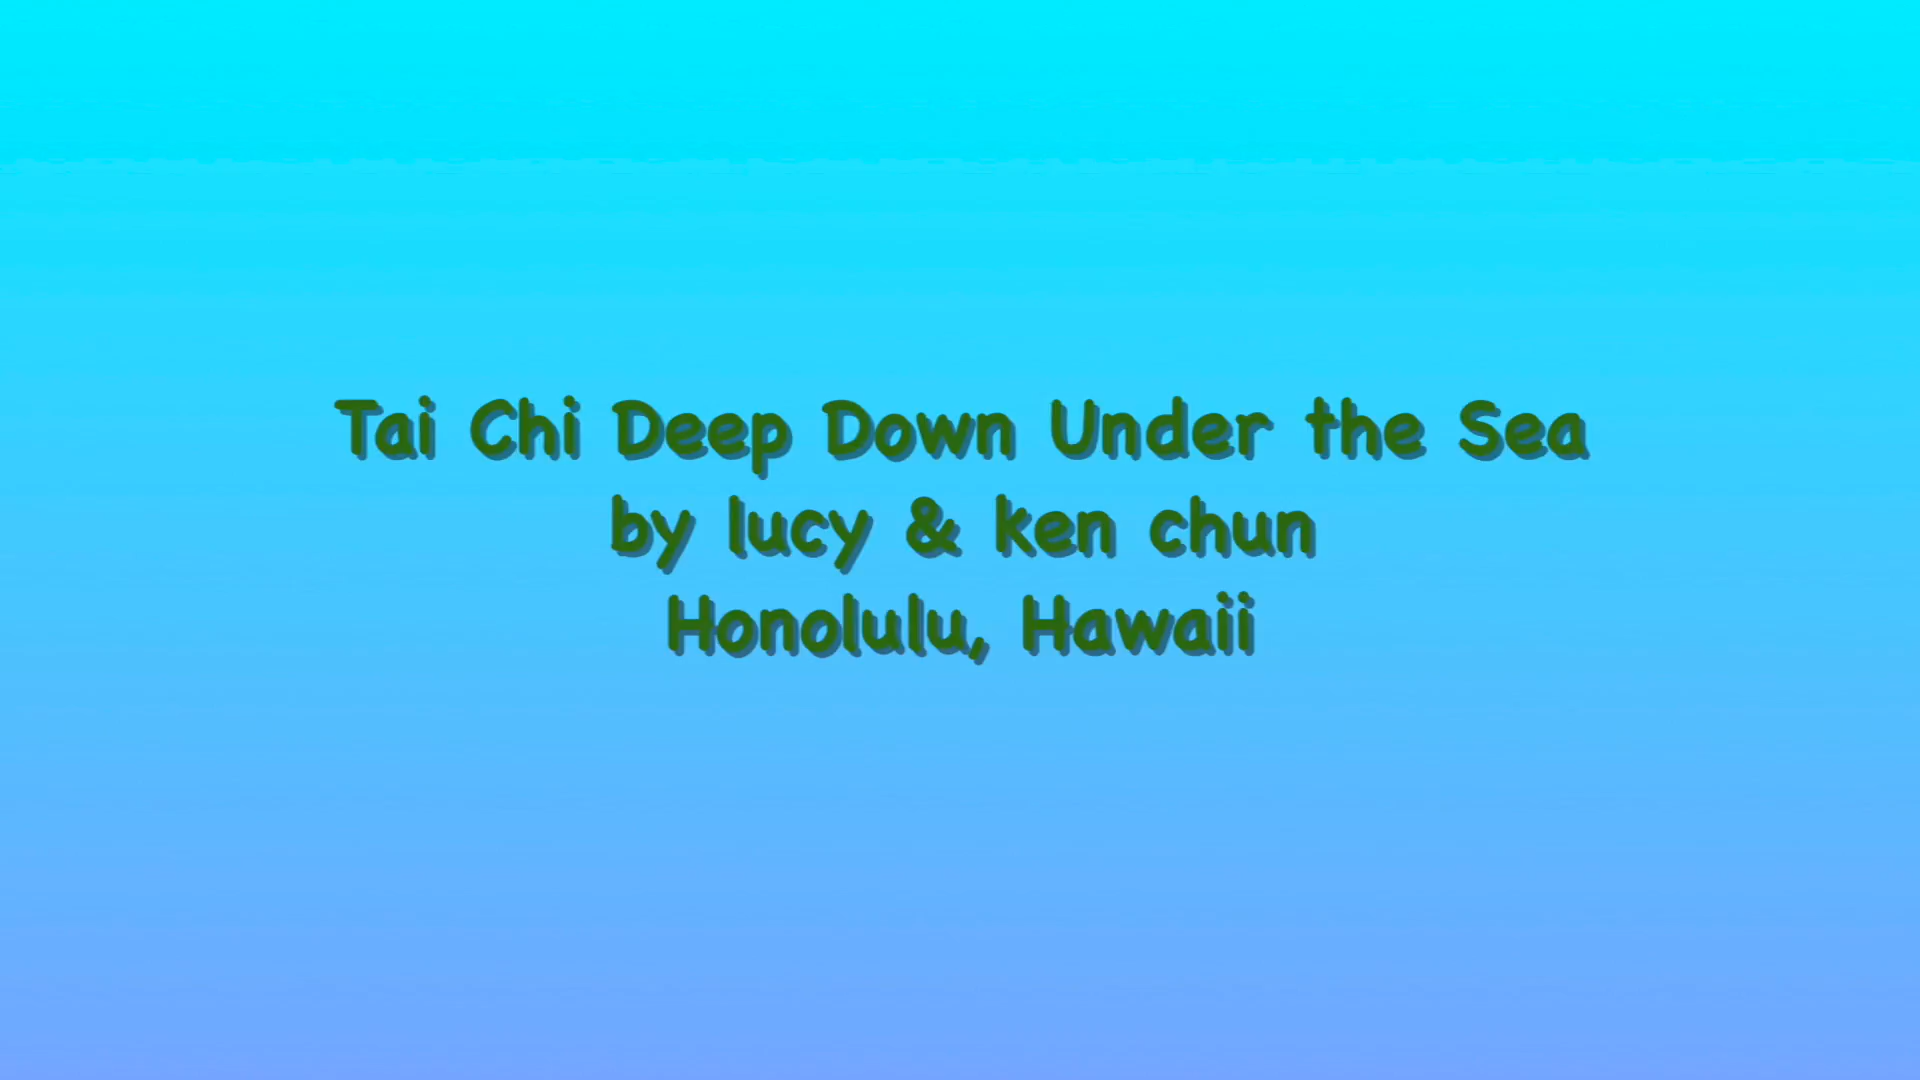 Tai Chi Deep Down Under the Sea
by lucy & ken chun
Honolulu, Hawaii